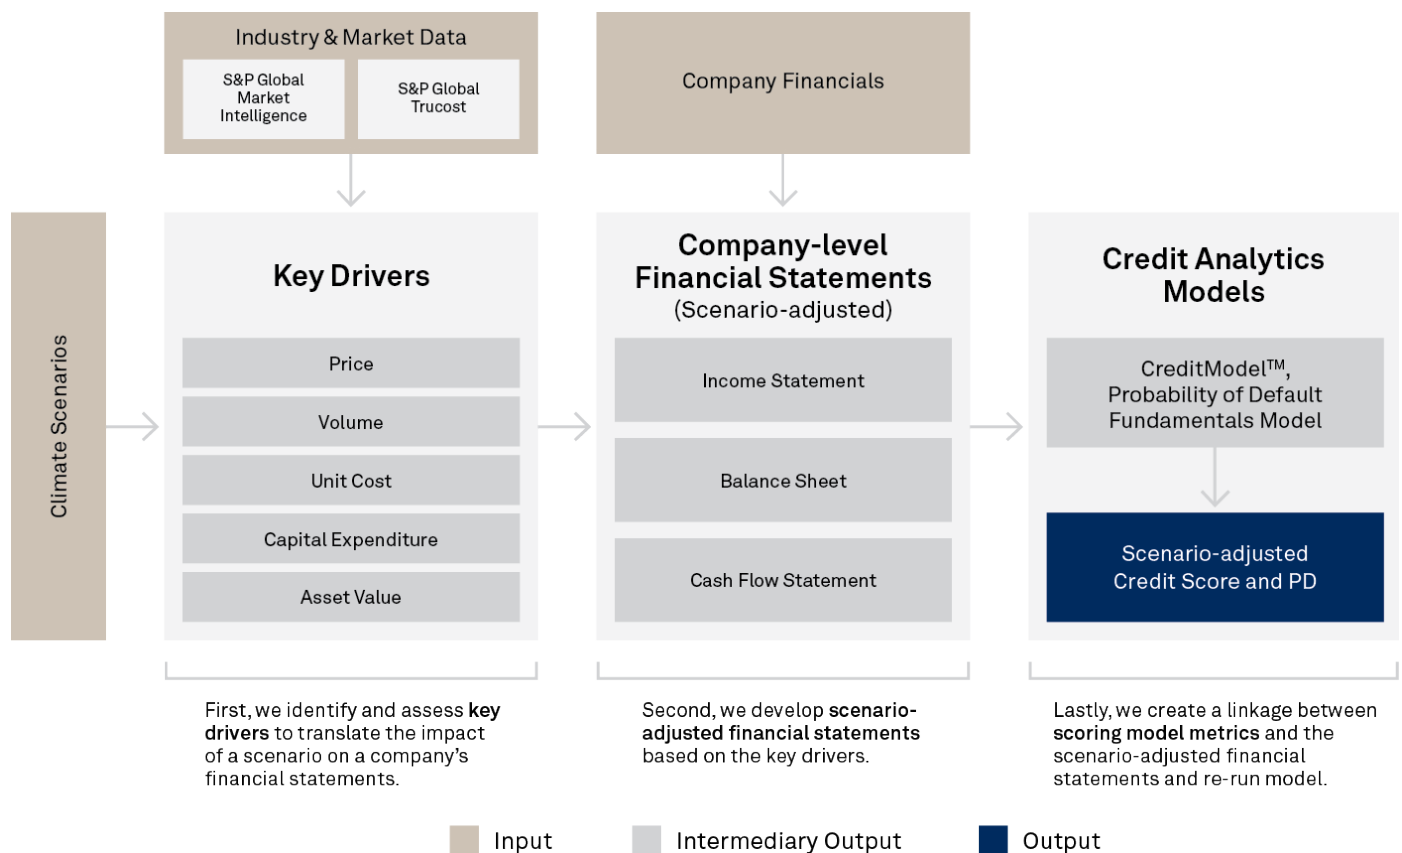 Industry & Market Data
S&P Global
Market
Intelligence
S&P Global
Trucost
Company Financials
Climate Scenarios
Key Drivers
Price
Volume
Unit Cost
Capital Expenditure
Asset Value
Company-level
Financial Statements
(Scenario-adjusted)
Income Statement
Balance Sheet
Cash Flow Statement
Credit Analytics
Models
CreditModel™,
Probability of Default
Fundamentals Model
Scenario-adjusted
Credit Score and PD
First, we identify and assess key
drivers to translate the impact
of a scenario on a company’s
financial statements.
Second, we develop scenario-
adjusted financial statements
based on the key drivers.
Lastly, we create a linkage between
scoring model metrics and the
scenario-adjusted financial
statements and re-run model.
Input
Intermediary Output
Output